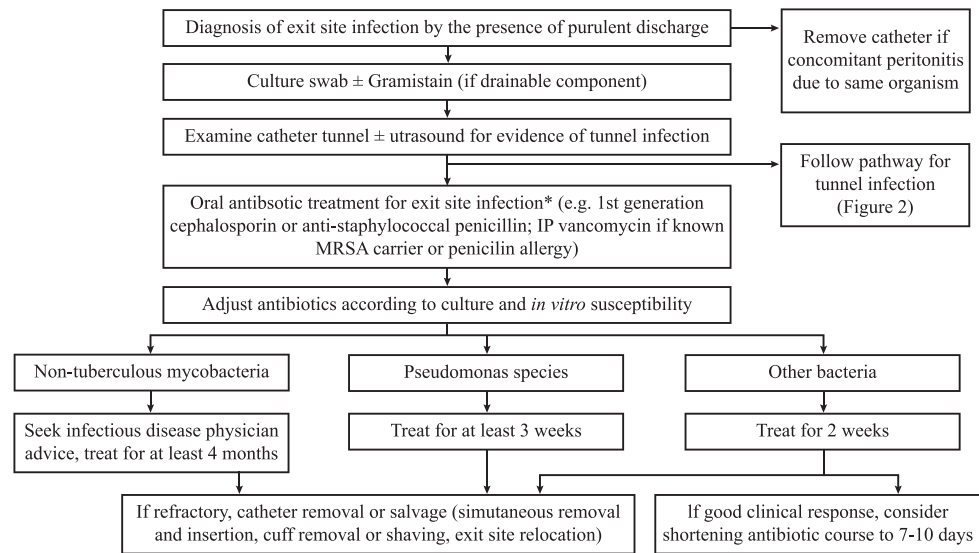 Diagnosis of exit site infection by the presence of purulent discharge
Remove catheter if
concomitant peritonitis
due to same organism
Culture swab ± Gramistain (if drainable component)
Examine catheter tunnel ± utrasound for evidence of tunnel infection
Follow pathway for
tunnel infection
(Figure 2)
Oral antibsotic treatment for exit site infection* (e.g. 1st generation
cephalosporin or anti-staphylococcal penicillin; IP vancomycin if known
MRSA carrier or penicilin allergy)
Adjust antibiotics according to culture and in vitro susceptibility
Non-tuberculous mycobacteria
Pseudomonas species
Other bacteria
Seek infectious disease physician
advice, treat for at least 4 months
Treat for at least 3 weeks
Treat for 2 weeks
If refractory, catheter removal or salvage (simutaneous removal
and insertion, cuff removal or shaving, exit site relocation)
If good clinical response, consider
shortening antibiotic course to 7-10 days